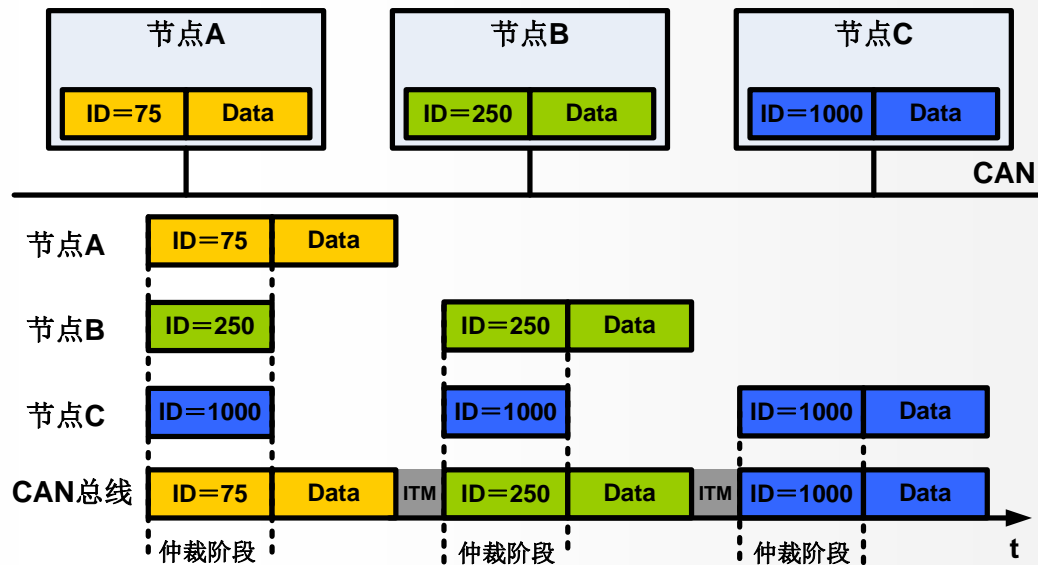 节点A 节点B 节点C
ID=75 Data ID=250 Data ID=1000 Data
CAN
节点A ID=75 Data
节点B ID=250 ID=250 Data
节点C ID=1000 ID=1000 ID=1000 Data
CAN总线 ID=75 Data ITM ID=250 Data ITM ID=1000 Data
仲裁阶段 仲裁阶段 仲裁阶段 t